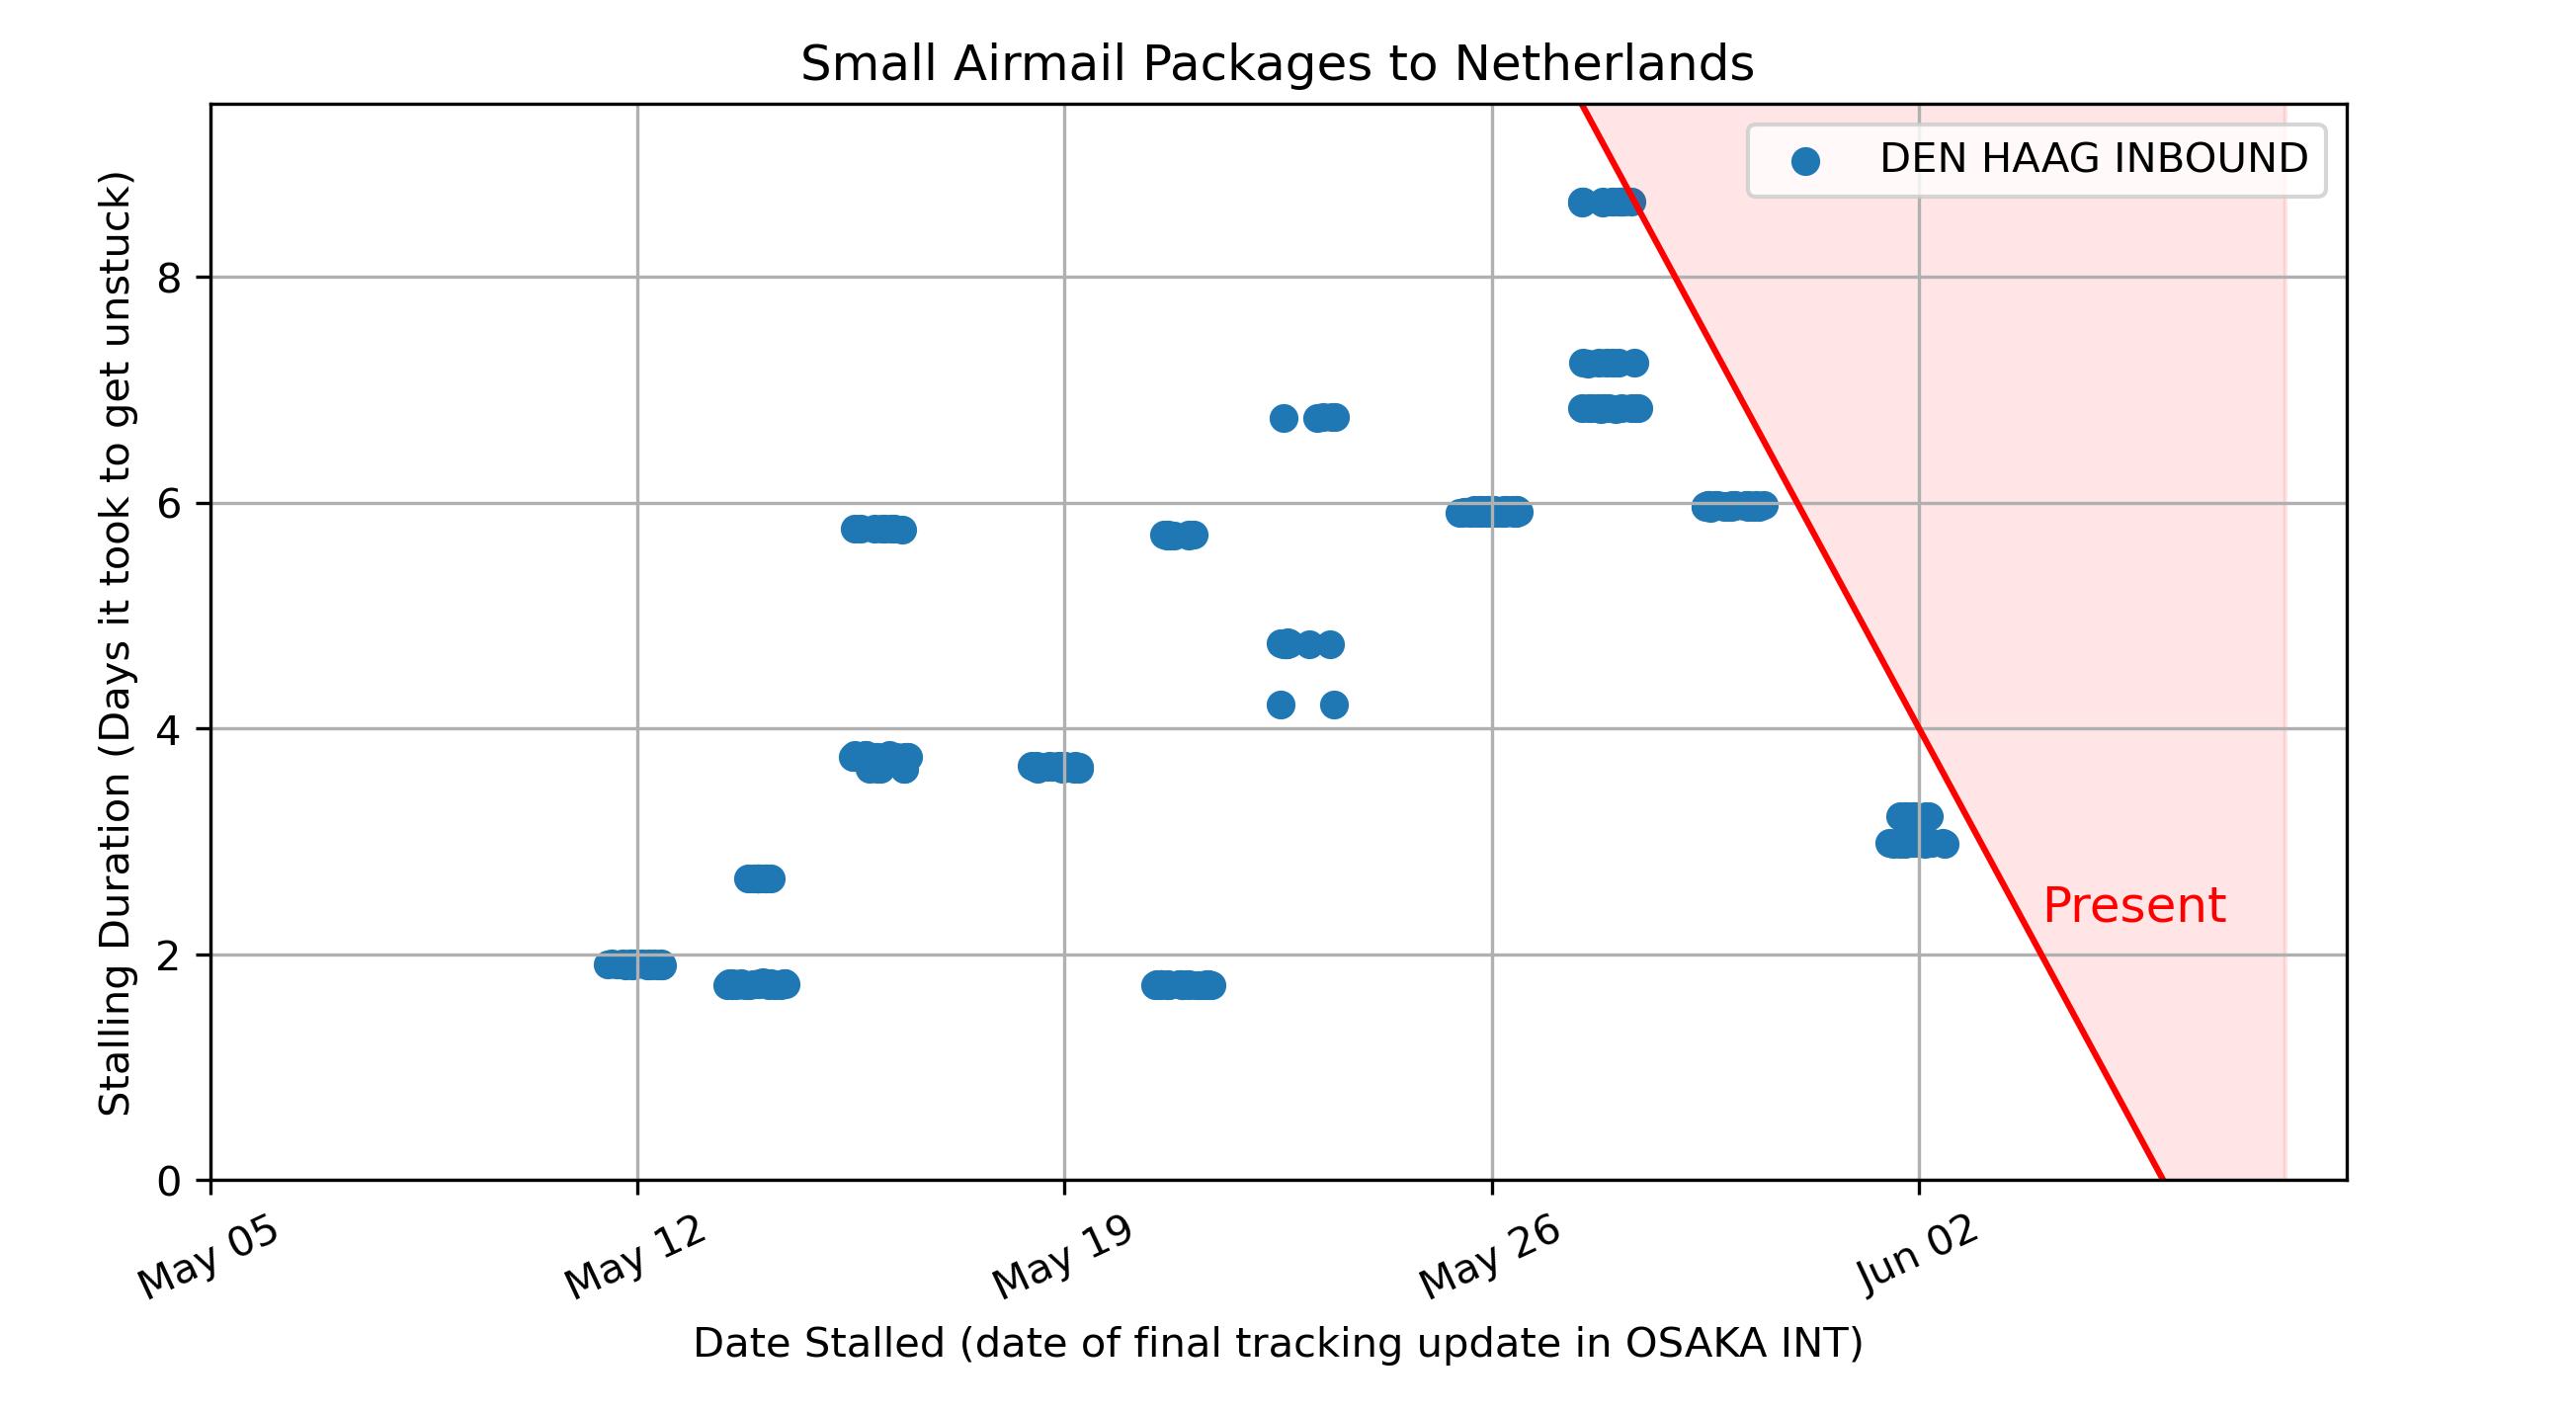 Small Airmail Packages to Netherlands
DEN HAAG INBOUND
Stalling Duration (Days it took to get unstuck)
8
6
4
2
0
Present
May 05
May 12
May 19
May 26
Jun 02
Date Stalled (date of final tracking update in OSAKA INT)